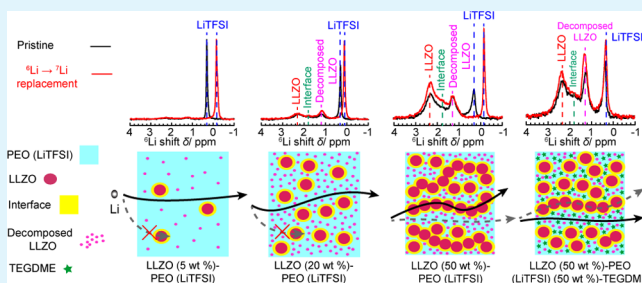 Pristine
⁶Li → ⁷Li
replacement
LiTFSI
LLZO
Interface
Decomposed
LLZO
LiTFSI
LLZO
Interface
Decomposed
LLZO
LiTFSI
LLZO
Interface
Decomposed
LLZO
LiTFSI
4 3 2 1 0 -1
⁶Li shift δ/ ppm
4 3 2 1 0 -1
⁶Li shift δ/ ppm
4 3 2 1 0 -1
⁶Li shift δ/ ppm
4 3 2 1 0 -1
⁶Li shift δ/ ppm
PEO (LiTFSI)
LLZO
Interface
Decomposed
LLZO
TEGDME
Li
LLZO (5 wt %)-
PEO (LiTFSI)
LLZO (20 wt %)-
PEO (LiTFSI)
LLZO (50 wt %)-
PEO (LiTFSI)
LLZO (50 wt %)-PEO
(LiTFSI) (50 wt %)-TEGDM